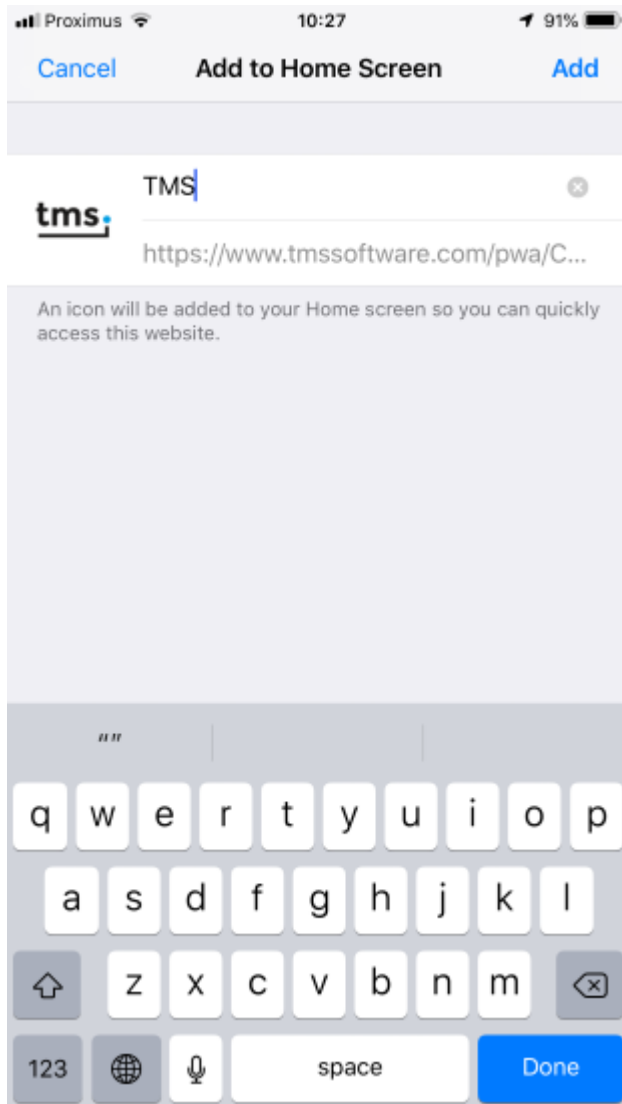 Proximus 10:27 91%
Cancel Add to Home Screen Add
TMS
tms.
https://www.tmssoftware.com/pwa/C...
An icon will be added to your Home screen so you can quickly
access this website.
“”
q w e r t y u i o p
a s d f g h j k l
z x c v b n m
123 space Done